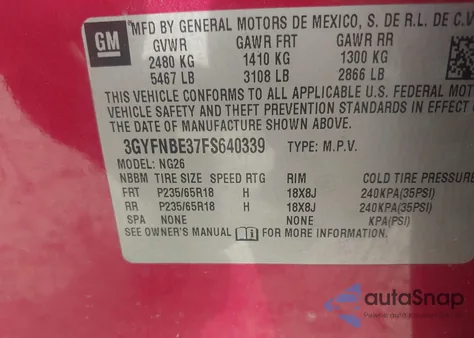 GM
MFD BY GENERAL MOTORS DE MEXICO, S. DE R.L. DE C.V
GVWR GAWR FRT GAWR RR
2480 KG 1410 KG 1300 KG
5467 LB 3108 LB 2866 LB
THIS VEHICLE CONFORMS TO ALL APPLICABLE U.S. FEDERAL MOTOR
VEHICLE SAFETY AND THEFT PREVENTION STANDARDS IN EFFECT O
THE DATE OF MANUFACTURE SHOWN ABOVE.
3GYFNBE37FS640339 TYPE: M.P.V.
MODEL: NG26
NBBM TIRE SIZE SPEED RTG RIM COLD TIRE PRESSURE
FRT P235/65R18 H 18X8J 240KPA(35PSI)
RR P235/65R18 H 18X8J 240KPA(35PSI)
SPA NONE NONE KPA(PSI)
SEE OWNER'S MANUAL FOR MORE INFORMATION
autoSnap